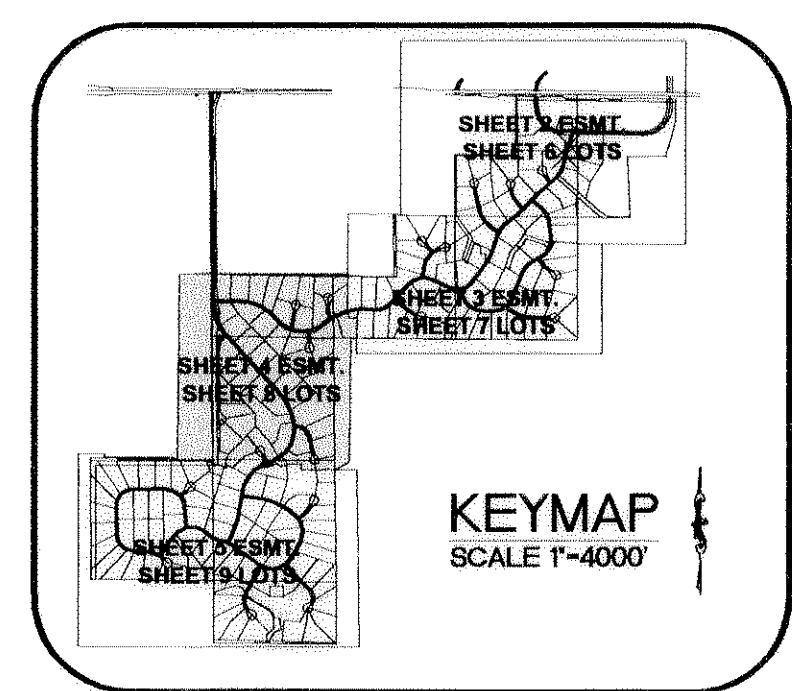 SHEET 2 ESMT.
SHEET 6 LOTS
SHEET 3 ESMT.
SHEET 7 LOTS
SHEET 4 ESMT.
SHEET 8 LOTS
SHEET 5 ESMT.
SHEET 9 LOTS
KEYMAP
SCALE 1"=4000'